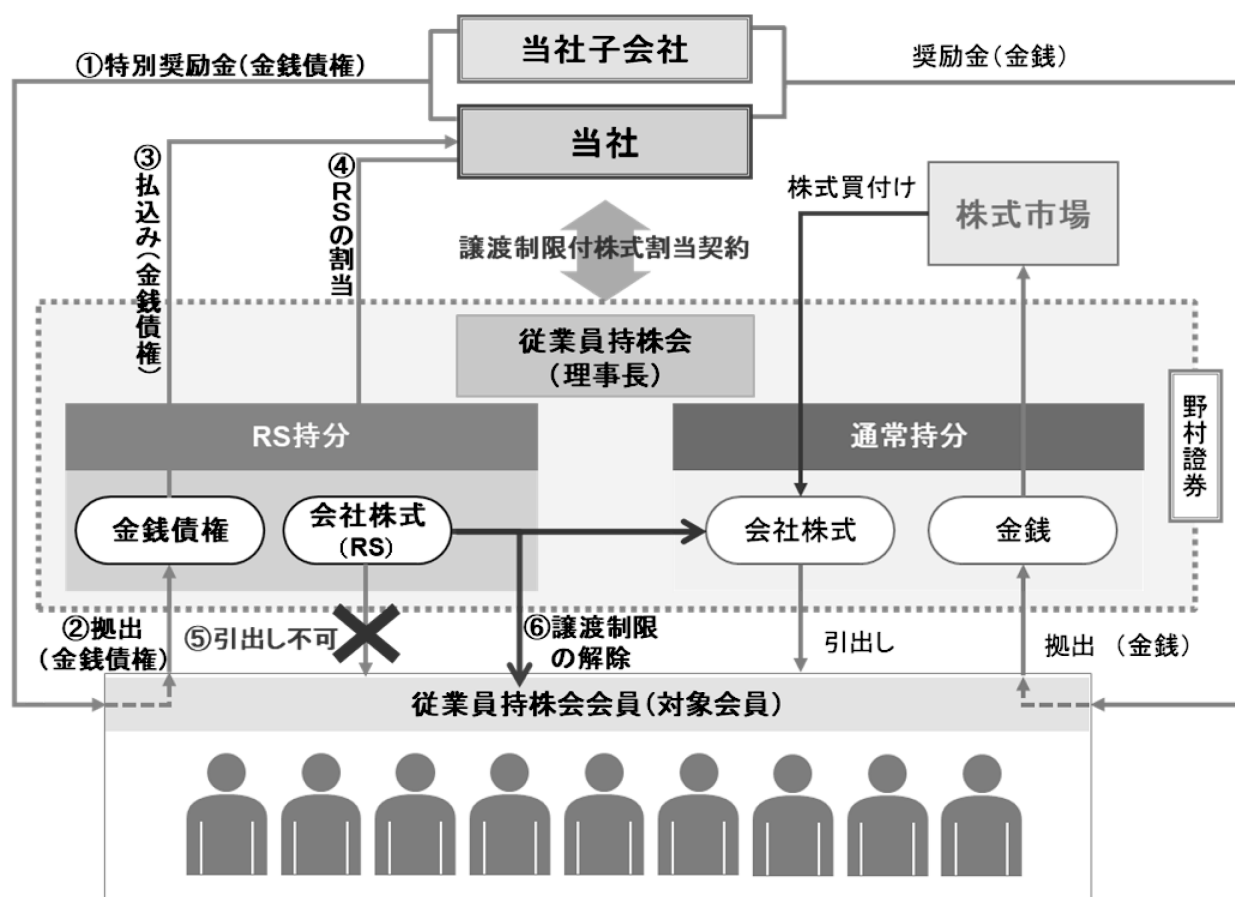 当社子会社
①特別奨励金(金銭債権)
奨励金(金銭)
当社
③払込み(金銭債権)
④RSの割当
株式買付け
株式市場
譲渡制限付株式割当契約
従業員持株会
(理事長)
野村證券
RS持分
通常持分
金銭債権
会社株式
(RS)
会社株式
金銭
②拠出
(金銭債権)
⑤引出し不可
⑥譲渡制限
の解除
引出し
拠出 (金銭)
従業員持株会会員(対象会員)